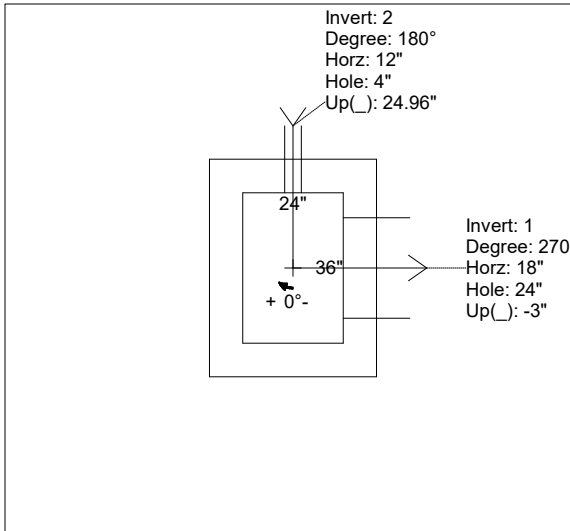 Invert: 2
Degree: 180°
Horz: 12"
Hole: 4"
Up(_): 24.96"
24"
36"
+ 0°-
Invert: 1
Degree: 270
Horz: 18"
Hole: 24"
Up(_): -3"